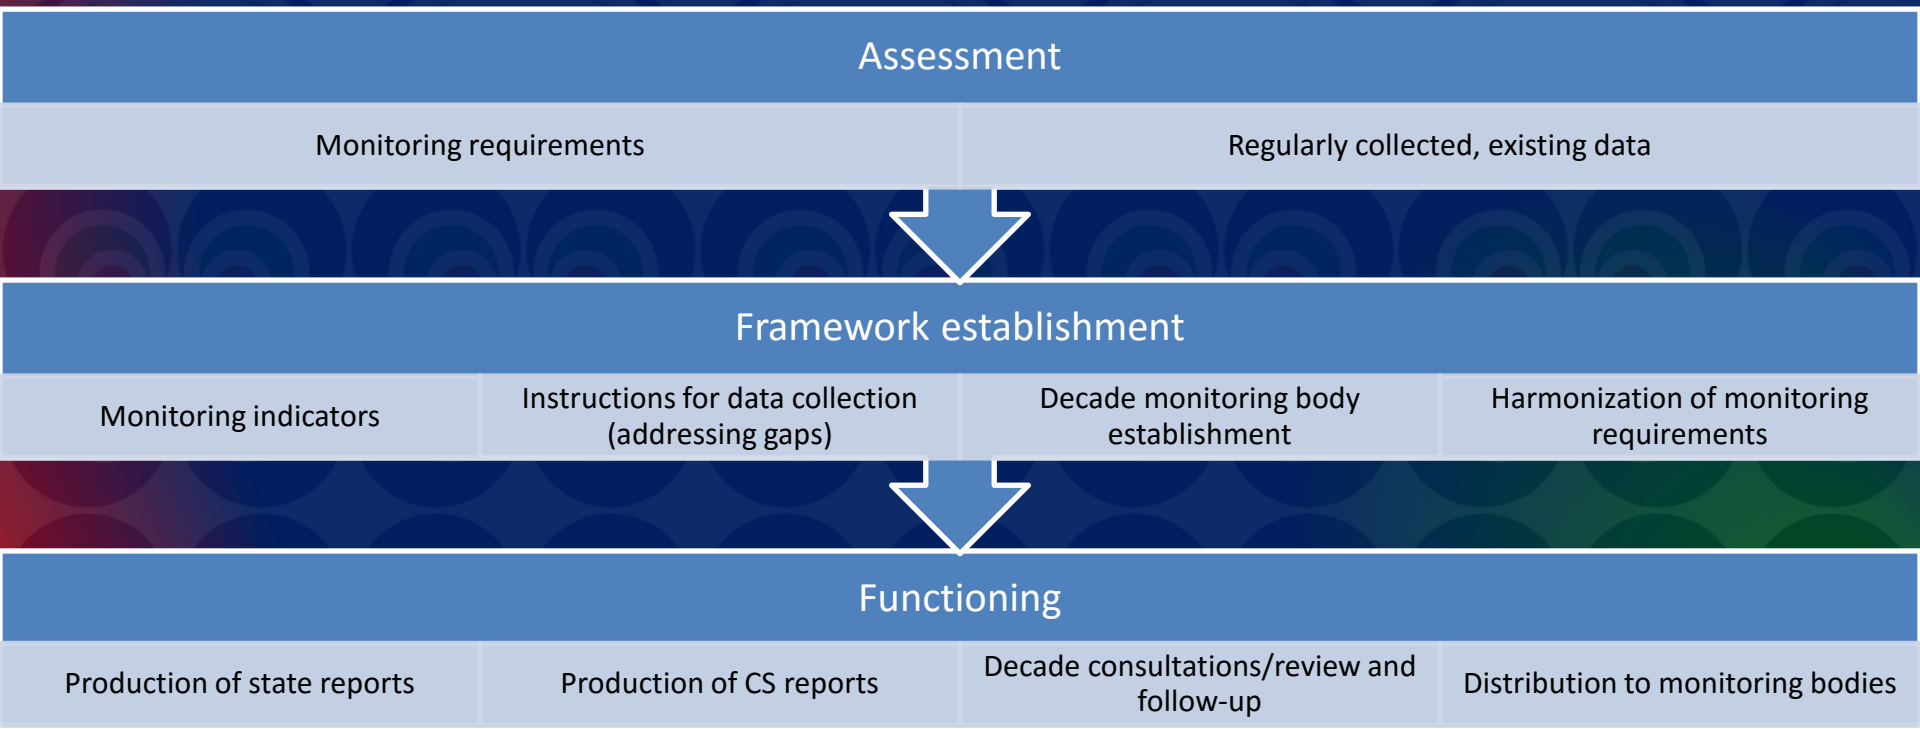 Assessment
Monitoring requirements
Regularly collected, existing data
Framework establishment
Monitoring indicators
Instructions for data collection
(addressing gaps)
Decade monitoring body
establishment
Harmonization of monitoring
requirements
Functioning
Production of state reports
Production of CS reports
Decade consultations/review and
follow-up
Distribution to monitoring bodies